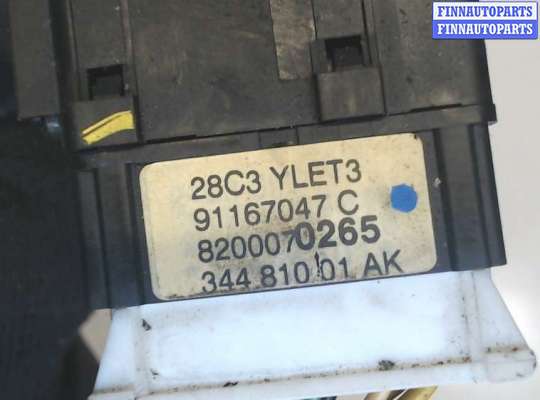 FINNAUTOPARTS
FINNAUTOPARTS
28C3 YLET3
91167047 C
8200070265
344 810 01 AK